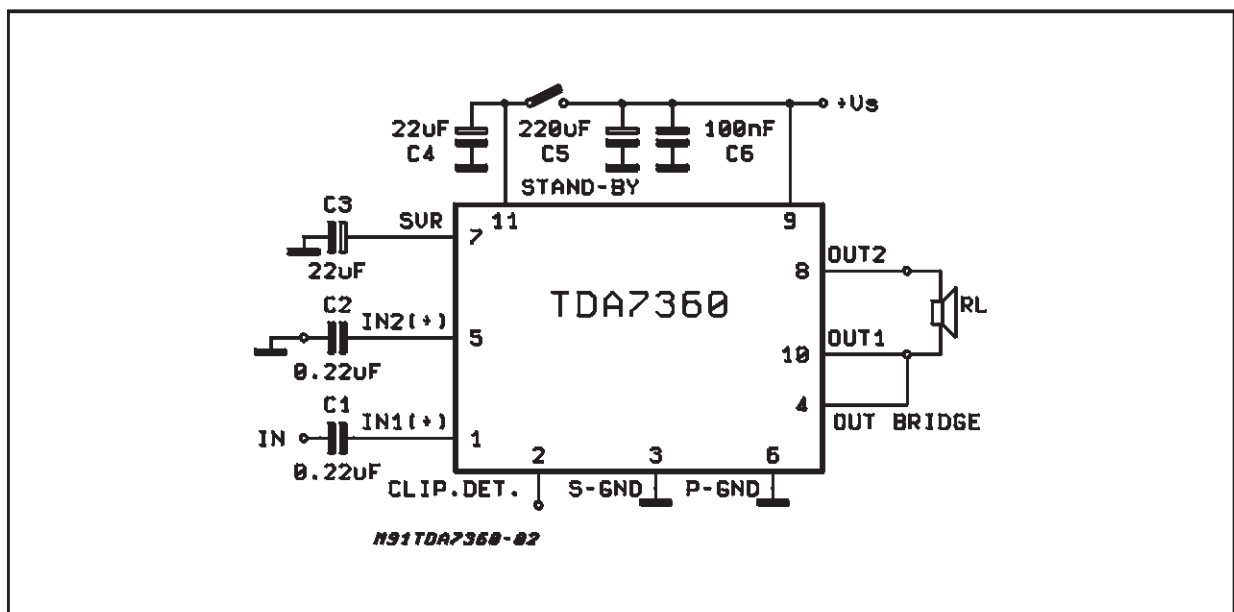 +Vs
22uF
C4
220uF
C5
100nF
C6
STAND-BY
C3
SVR
22uF
11
9
7
C2
IN2(+)
0.22uF
5
TDA7360
OUT2
8
RL
OUT1
10
4
OUT BRIDGE
C1
IN
IN1(+)
0.22uF
1
2
3
6
CLIP.DET.
S-GND
P-GND
M91TDA7360-02